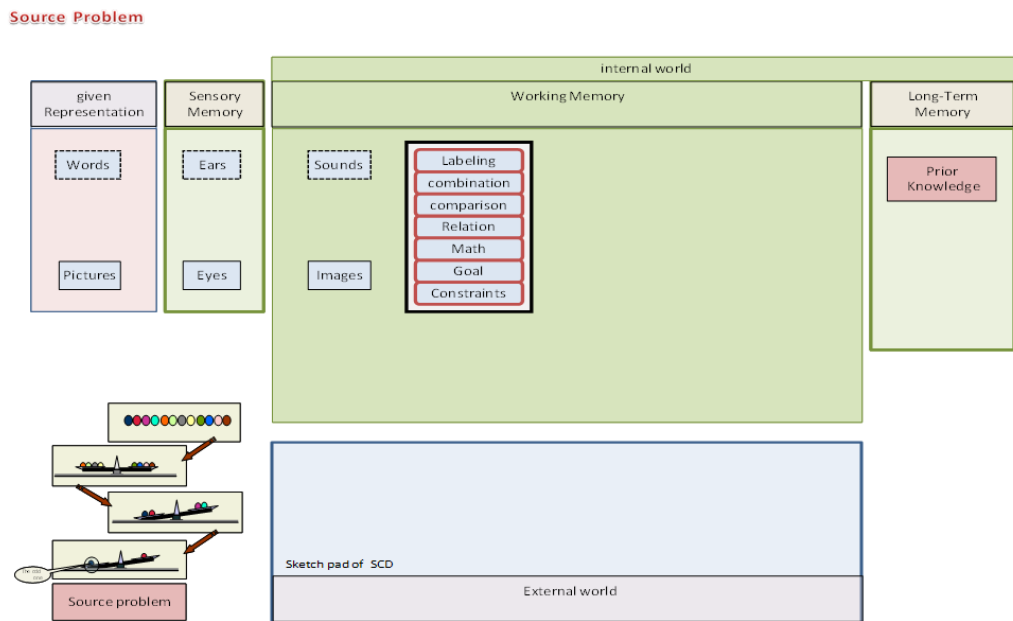 Source Problem
internal world
given
Representation
Sensory
Memory
Working Memory
Long-Term
Memory
Words
Ears
Sounds
Labeling
combination
comparison
Relation
Math
Goal
Constraints
Prior
Knowledge
Pictures
Eyes
Images
Sketch pad of SCD
External world
Source problem